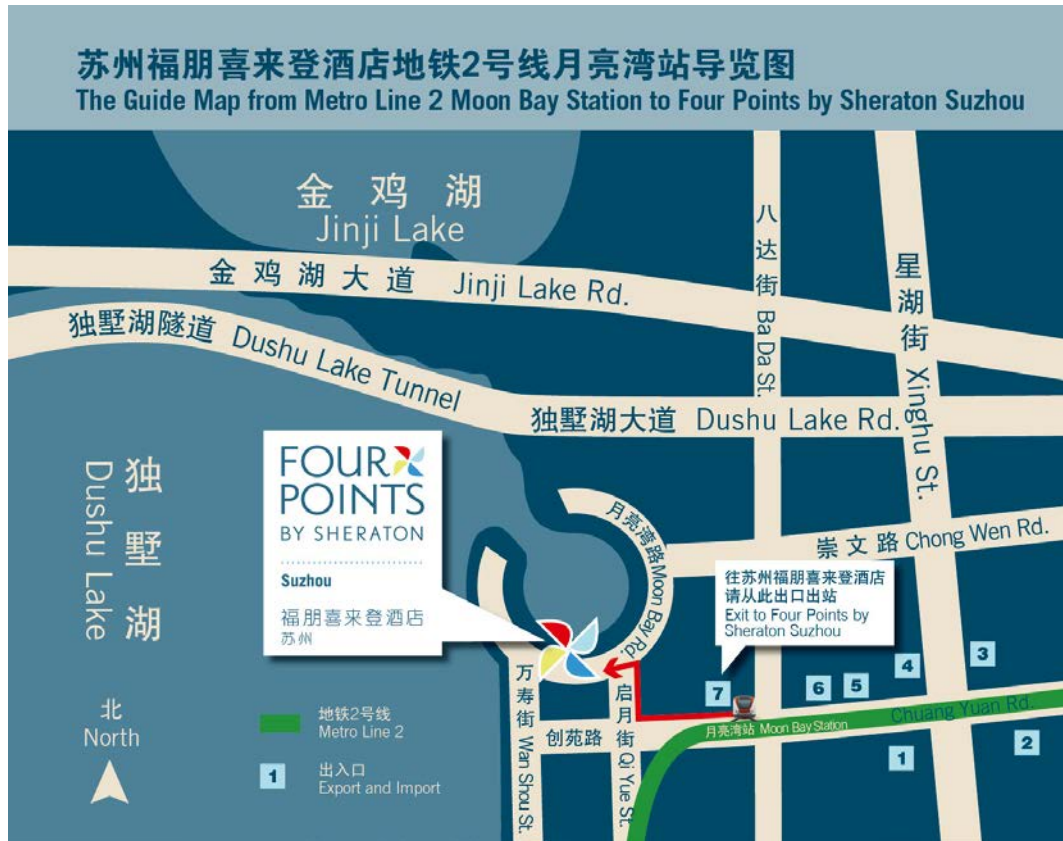 苏州福朋喜来登酒店地铁2号线月亮湾站导览图
The Guide Map from Metro Line 2 Moon Bay Station to Four Points by Sheraton Suzhou
金鸡湖
Jinji Lake
金鸡湖大道 Jinji Lake Rd.
八达街 Ba Da St.
星湖街 Xinghu St.
独墅湖隧道 Dushu Lake Tunnel
独墅湖大道 Dushu Lake Rd.
独墅湖
Dushu Lake
FOUR
POINTS
BY SHERATON
Suzhou
福朋喜来登酒店
苏州
月亮湾路 Moon Bay Rd.
崇文路 Chong Wen Rd.
往苏州福朋喜来登酒店
请从此出口出站
Exit to Four Points by
Sheraton Suzhou
7
6
5
4
3
1
2
月亮湾站 Moon Bay Station
Chuang Yuan Rd.
万寿街 Wan Shou St.
创苑路
启月街 Qi Yue St.
北
North
地铁2号线
Metro Line 2
1
出入口
Export and Import